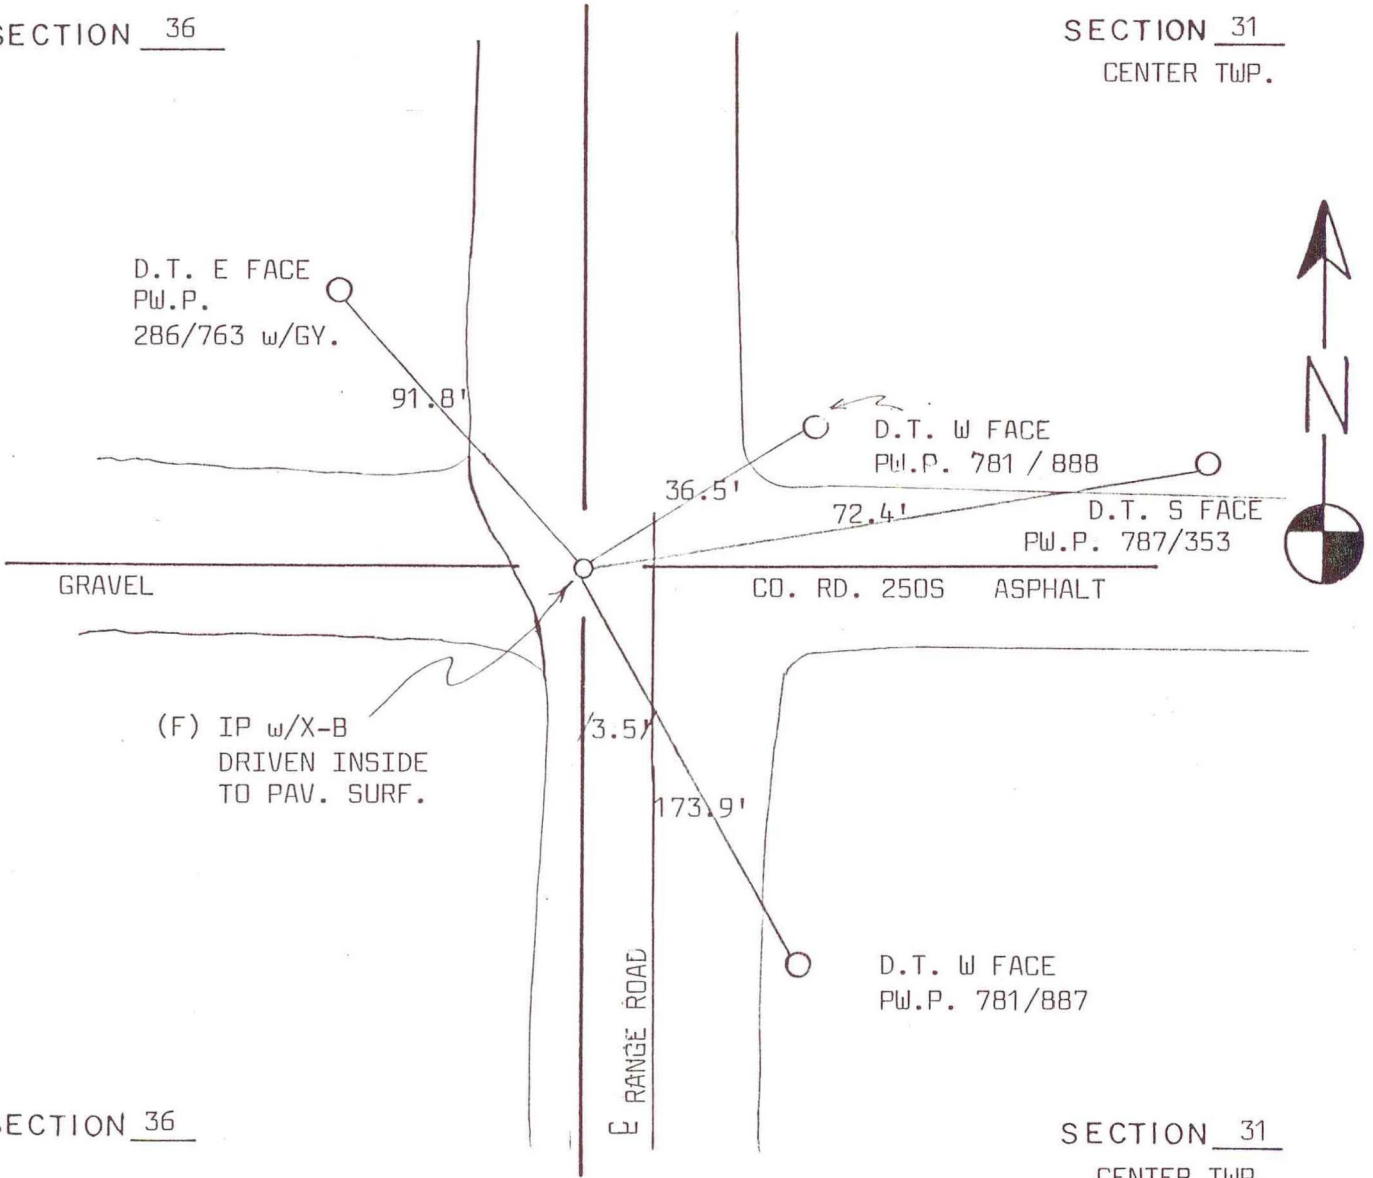 SECTION 36
SECTION 31
CENTER TWP.
D.T. E FACE
PW.P.
286/763 w/GY.
91.8'
N
D.T. W FACE
PW.P. 781 / 888
36.5'
72.4'
D.T. S FACE
PW.P. 787/353
GRAVEL
CO. RD. 250S ASPHALT
(F) IP w/X-B
DRIVEN INSIDE
TO PAV. SURF.
3.5'
173.9'
D.T. W FACE
PW.P. 781/887
RANGE ROAD
SECTION 36
SECTION 31
CENTER TWP.